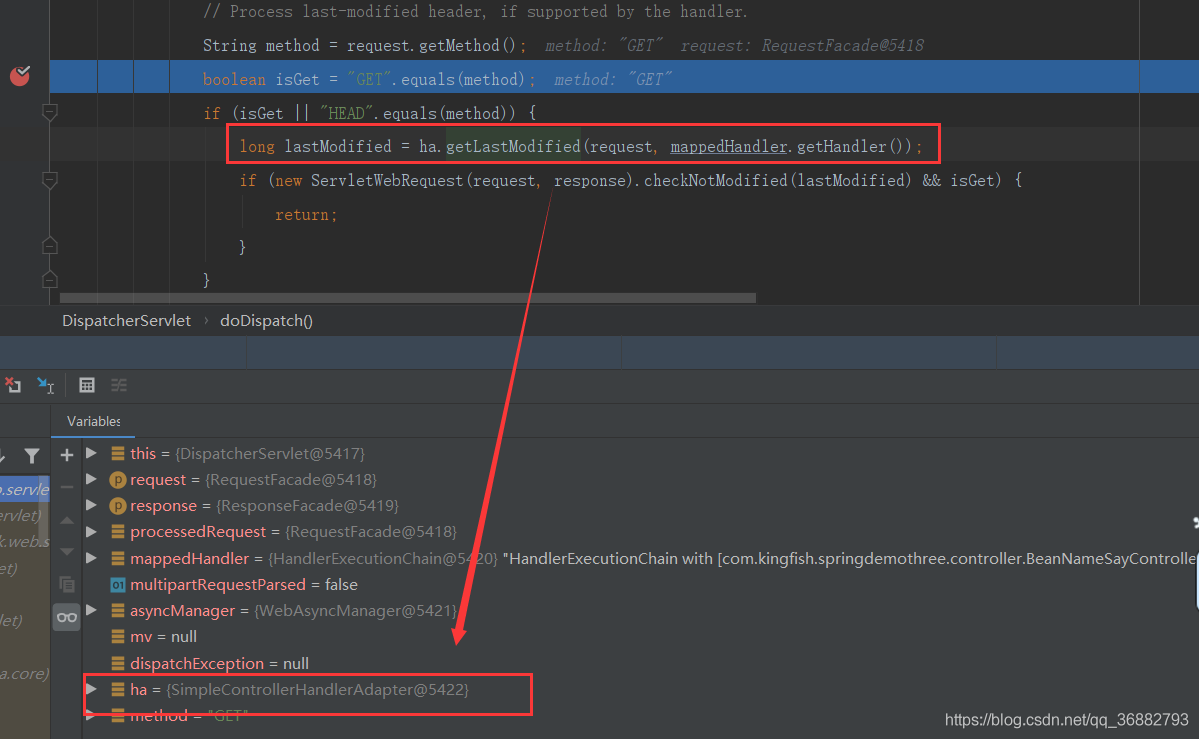 // Process last-modified header, if supported by the handler.
String method = request.getMethod(); method: "GET" request: RequestFacade@5418
boolean isGet = "GET".equals(method); method: "GET"
if (isGet || "HEAD".equals(method)) {
long lastModified = ha.getLastModified(request, mappedHandler.getHandler());
if (new ServletWebRequest(request, response).checkNotModified(lastModified) && isGet) {
return;
}
}
DispatcherServlet › doDispatch()
Variables
this = {DispatcherServlet@5417}
request = {RequestFacade@5418}
o.servle
response = {ResponseFacade@5419}
ervlet)
processedRequest = {RequestFacade@5418}
k.web.s
mappedHandler = {HandlerExecutionChain@5420} "HandlerExecutionChain with [com.kingfish.springdemothree.controller.BeanNameSayControlle
et)
multipartRequestParsed = false
asyncManager = {WebAsyncManager@5421}
let)
mv = null
dispatchException = null
a.core)
ha = {SimpleControllerHandlerAdapter@5422}
method = "GET"
https://blog.csdn.net/qq_36882793